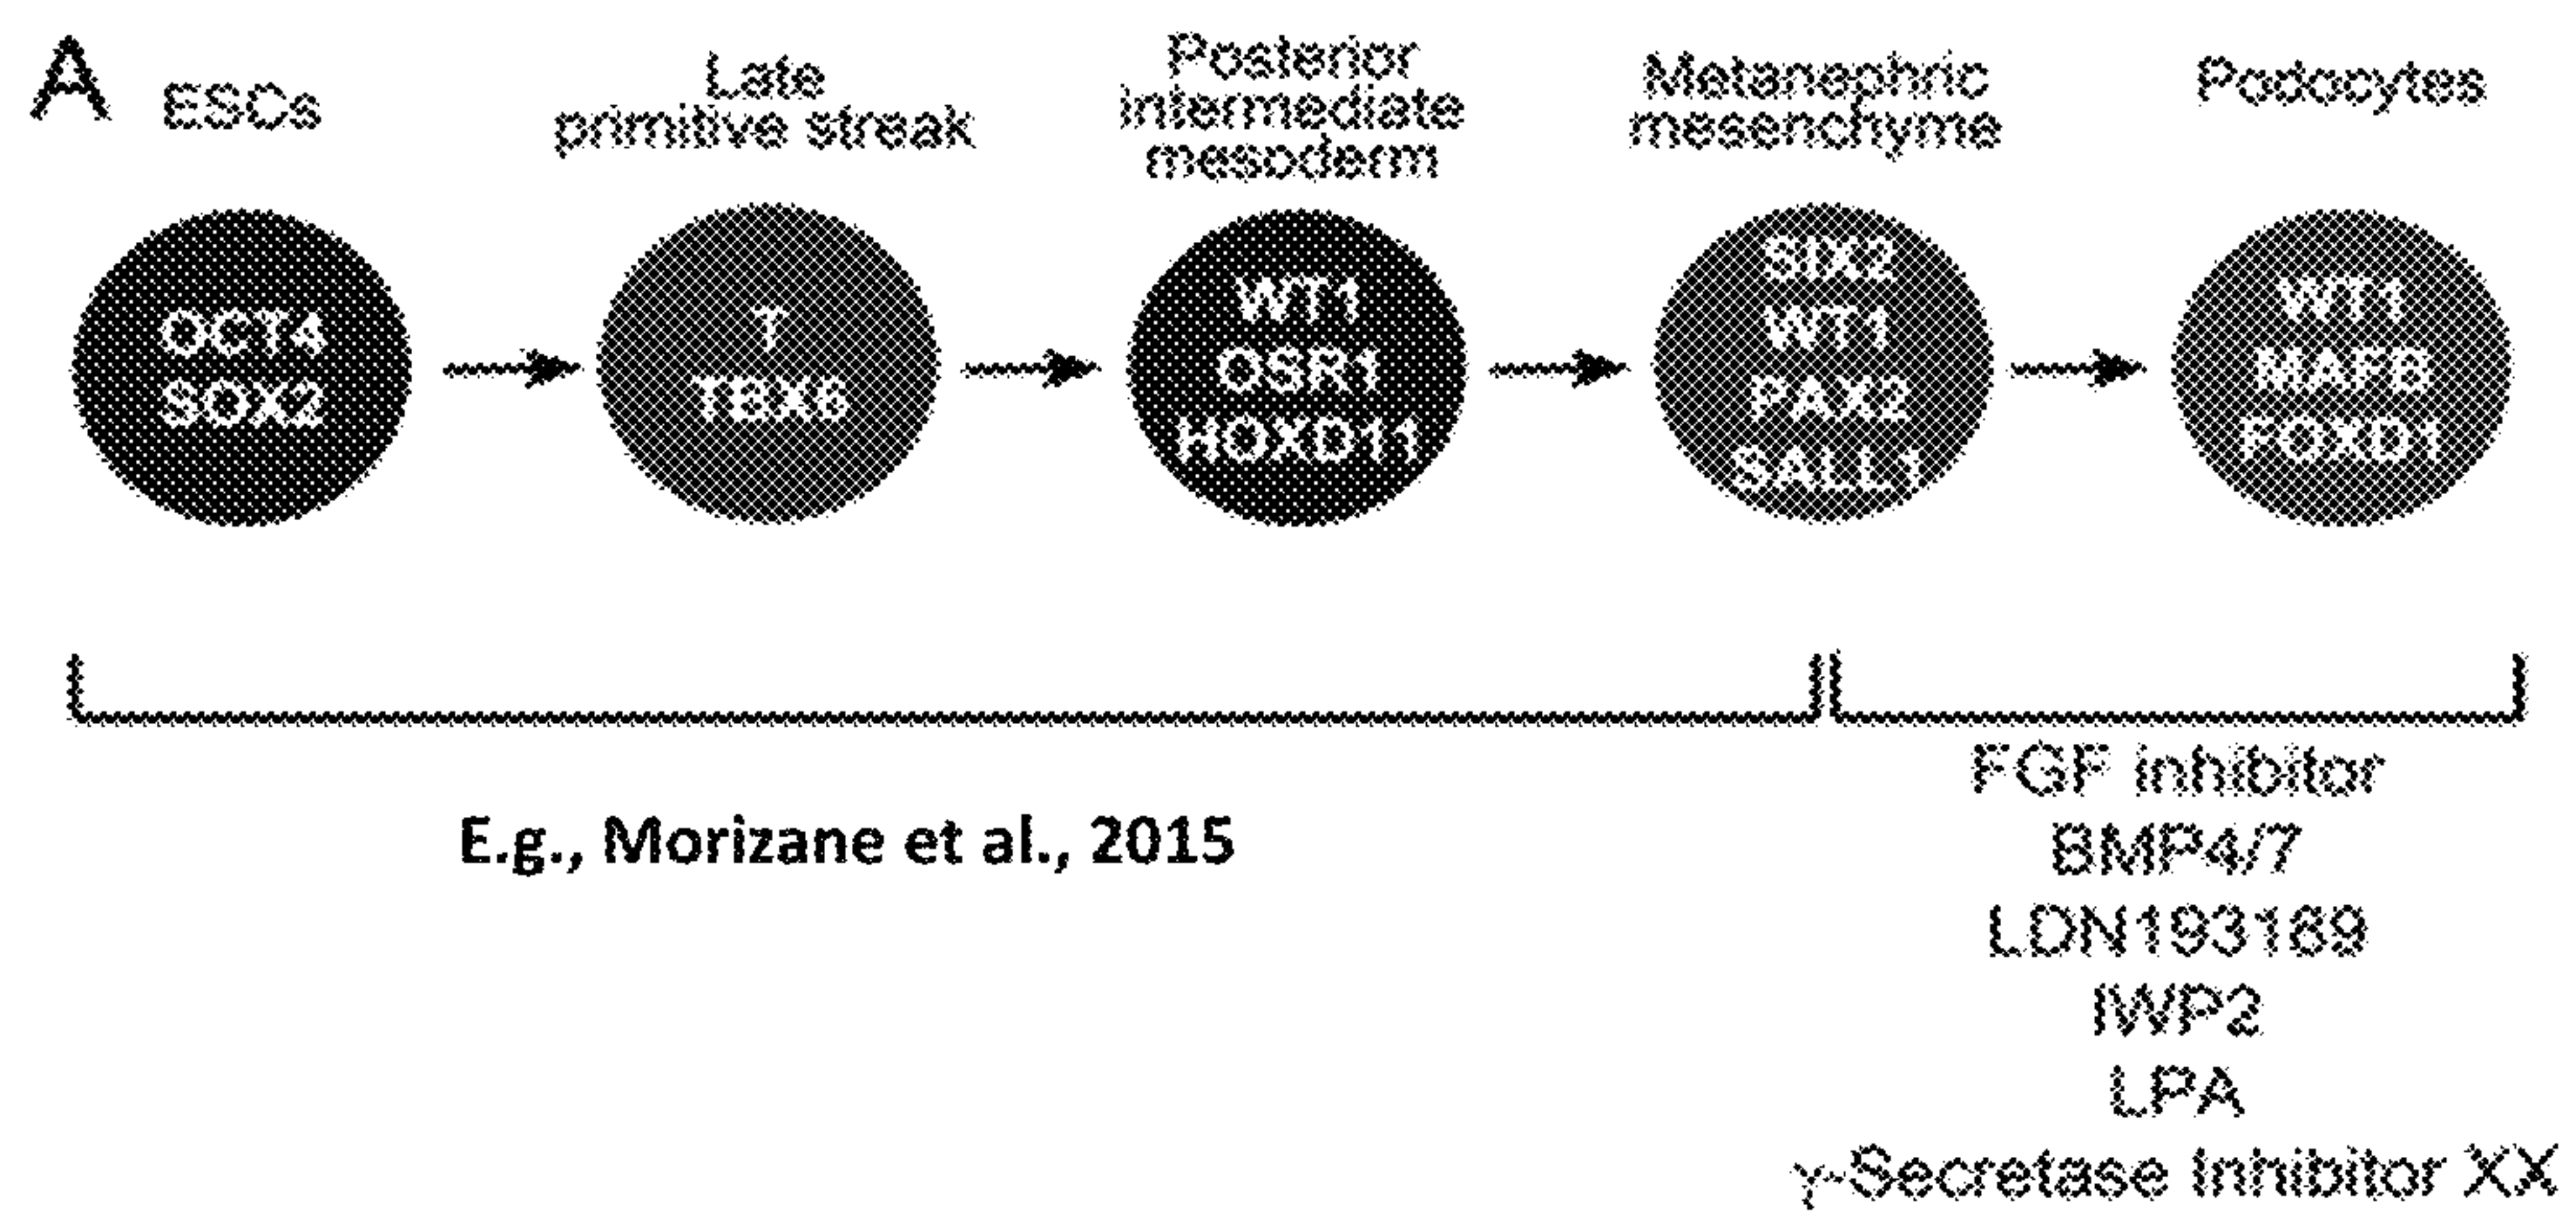 A
ESCs
Late
primitive streak
Posterior
intermediate
mesoderm
Metanephric
mesenchyme
Podocytes
OCT4
SOX2
T
TBX6
WT1
OSR1
HOXD11
SIX2
WT1
PAX2
SALL1
WT1
MAFB
FOXD1
E.g., Morizane et al., 2015
FGF inhibitor
BMP4/7
LDN193189
IWP2
LPA
γ-Secretase Inhibitor XX